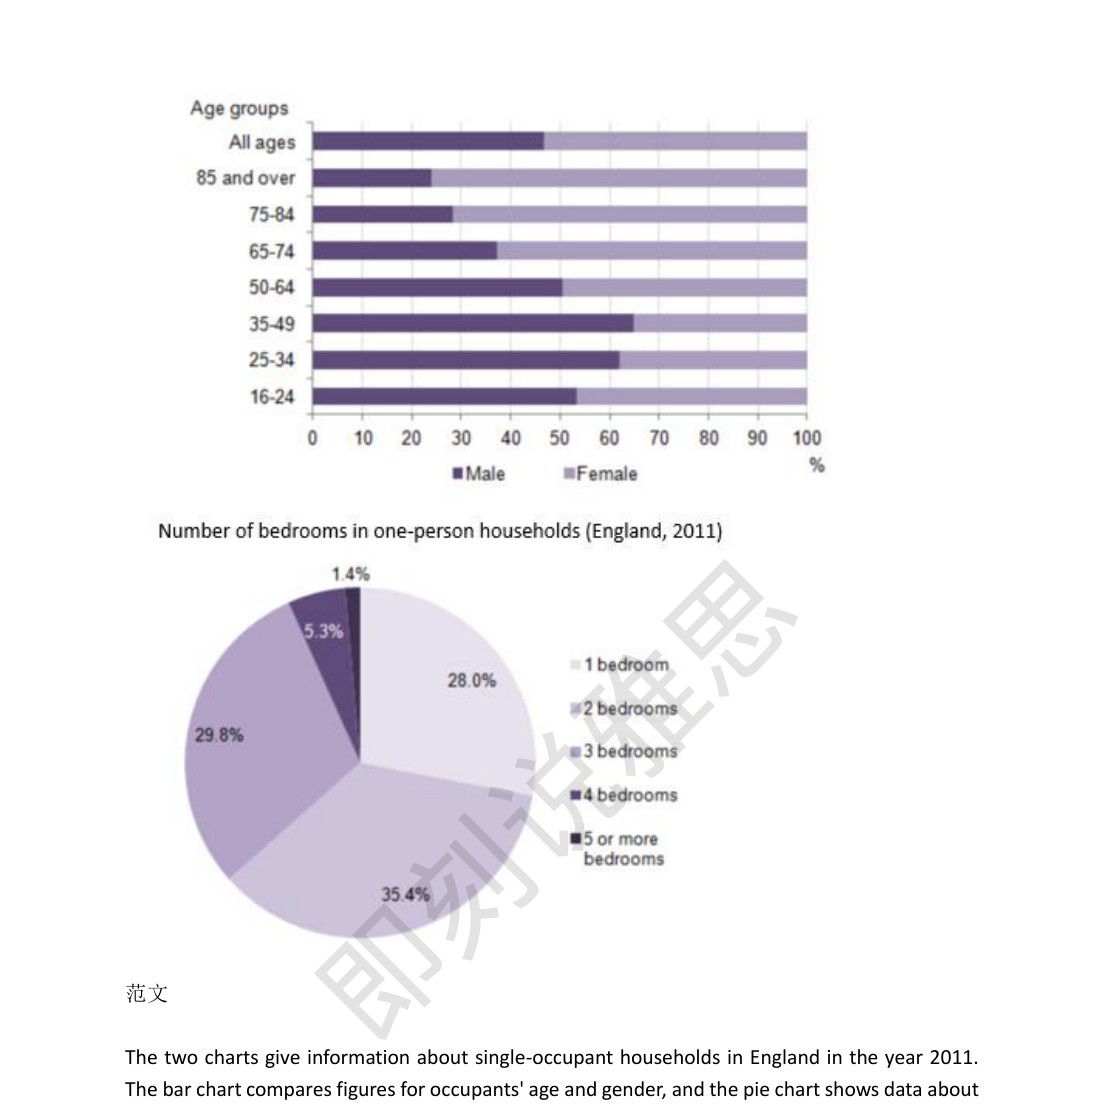 Age groups
All ages
85 and over
75-84
65-74
50-64
35-49
25-34
16-24
0 10 20 30 40 50 60 70 80 90 100
%
Male Female
Number of bedrooms in one-person households (England, 2011)
1.4%
5.3%
28.0%
29.8%
35.4%
1 bedroom
2 bedrooms
3 bedrooms
4 bedrooms
5 or more
bedrooms
即刻说雅思
范文
The two charts give information about single-occupant households in England in the year 2011.
The bar chart compares figures for occupants' age and gender, and the pie chart shows data about